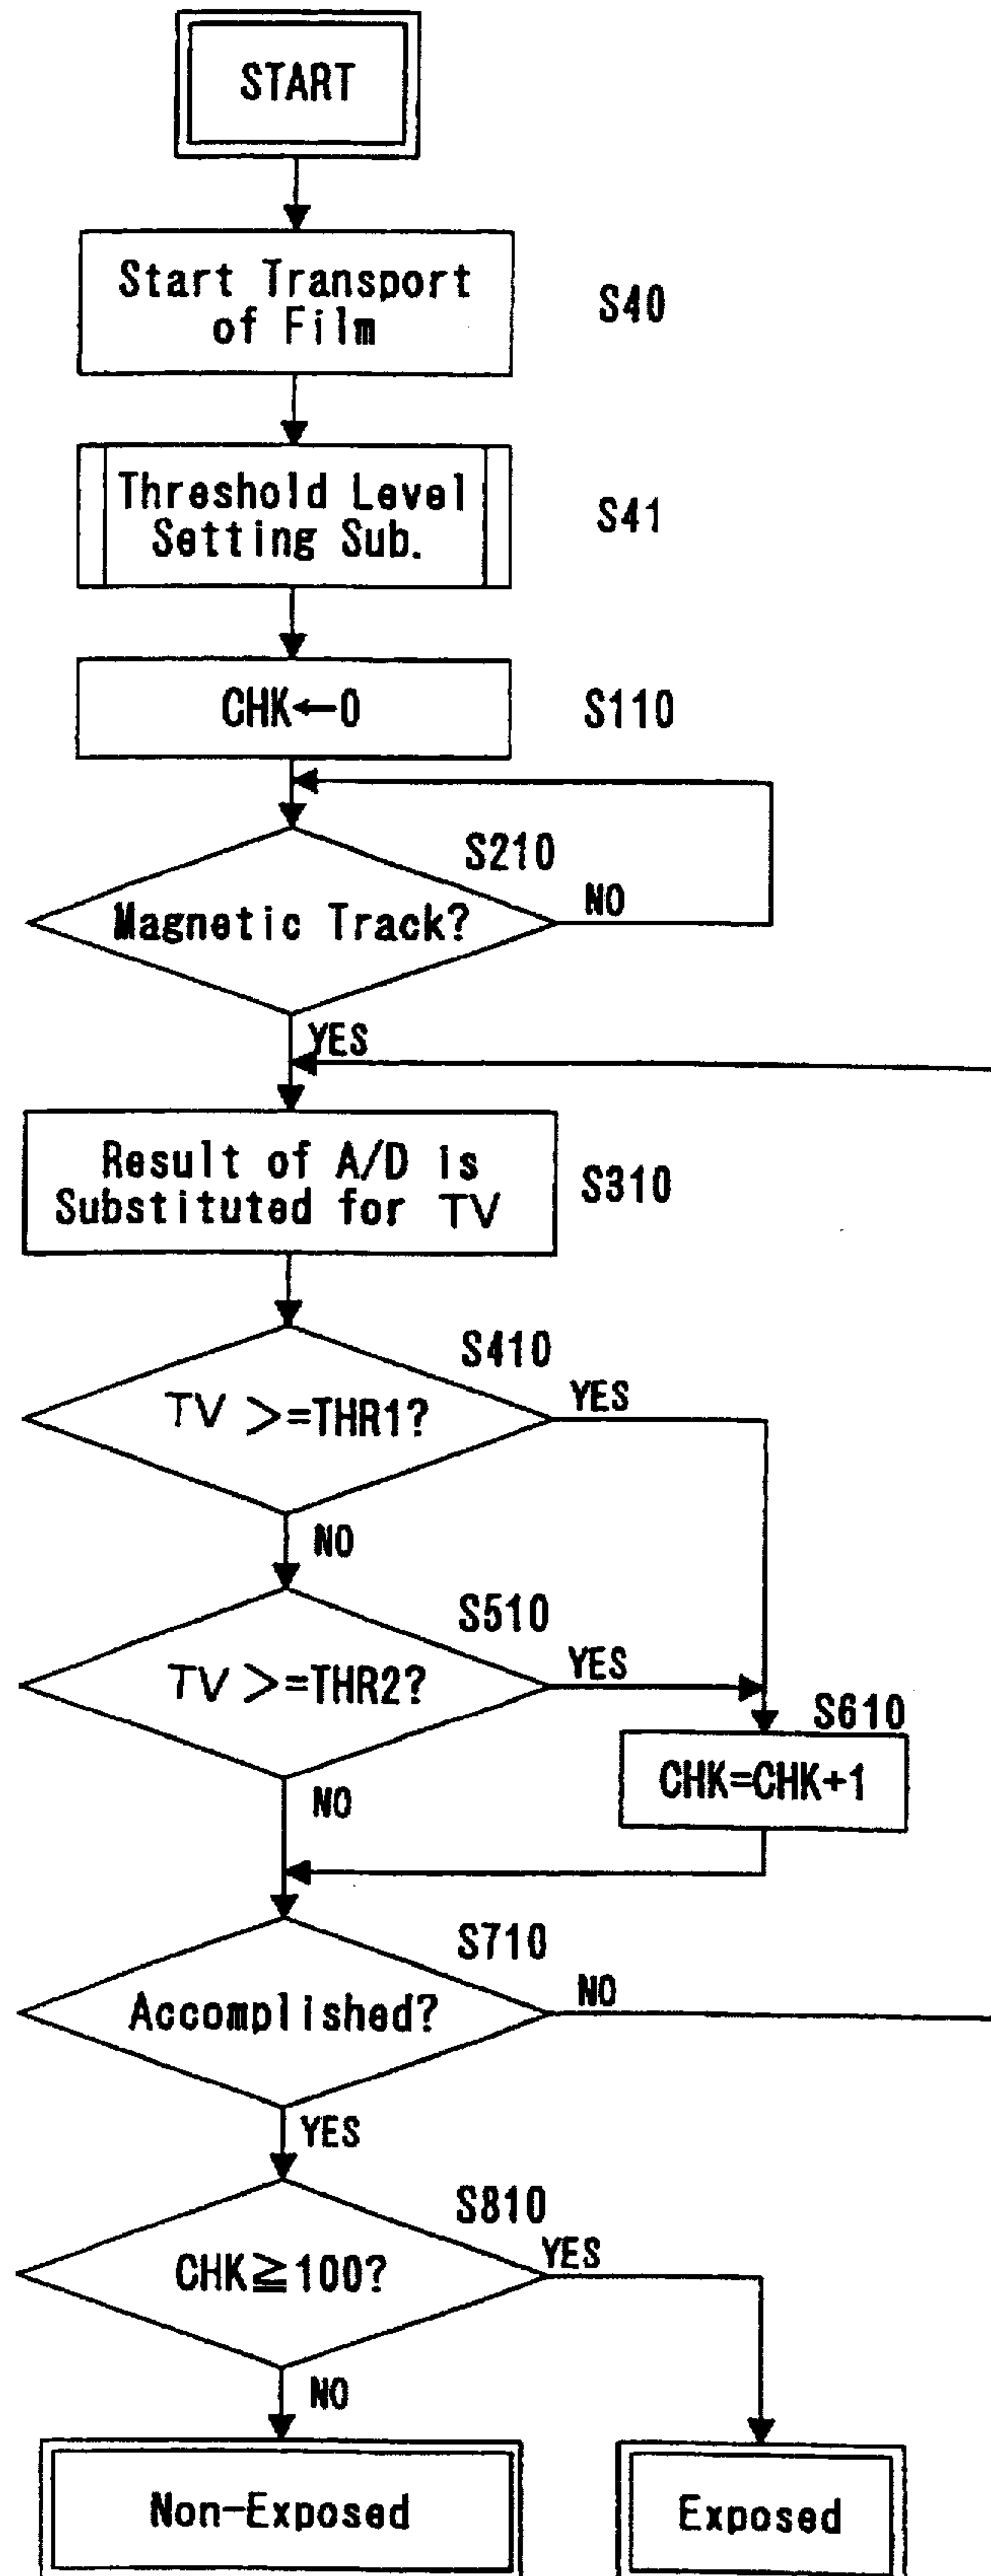 START
Start Transport
of Film
S40
Threshold Level
Setting Sub.
S41
CHK←0
S110
S210
Magnetic Track?
NO
YES
Result of A/D is
Substituted for TV
S310
S410
TV >=THR1?
YES
NO
S510
TV >=THR2?
YES
S610
CHK=CHK+1
NO
S710
Accomplished?
NO
YES
S810
CHK≧100?
YES
NO
Non-Exposed
Exposed